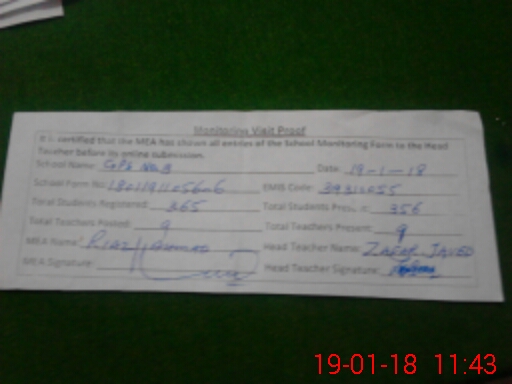 Monitoring Visit Proof
It is certified that the MEA has shown all entries of the School Monitoring Form to the Head
Teacher before its online submission.
School Name: GPS No. 3 Date: 19-1-18
School Form No: EMIS Code:
Total Students Registered: 365 Total Students Present: 356
Total Teachers Posted: 9 Total Teachers Present: 9
MEA Name: Riaz Ahmad Head Teacher Name: Zafar Javed
MEA Signature: Head Teacher Signature:
19-01-18 11:43